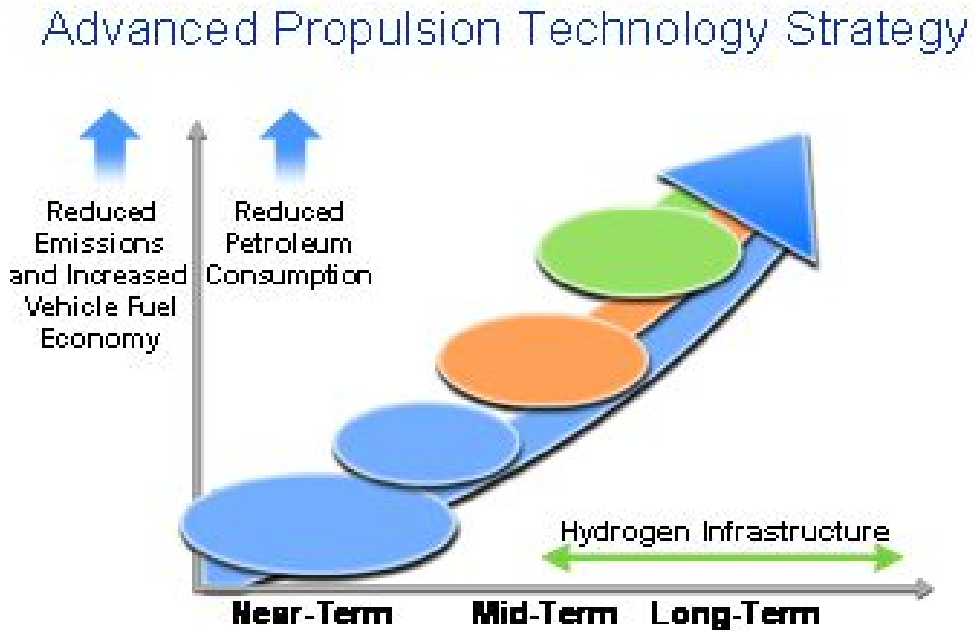 Advanced Propulsion Technology Strategy
Reduced
Emissions
and Increased
Vehicle Fuel
Economy
Reduced
Petroleum
Consumption
Hydrogen Infrastructure
Near-Term
Mid-Term
Long-Term